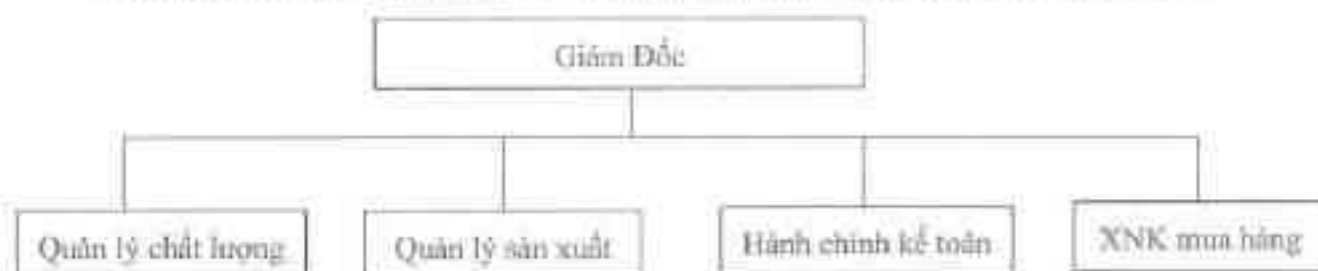 Giám Đốc
Quản lý chất lượng
Quản lý sản xuất
Hành chính kế toán
XNK mua hàng